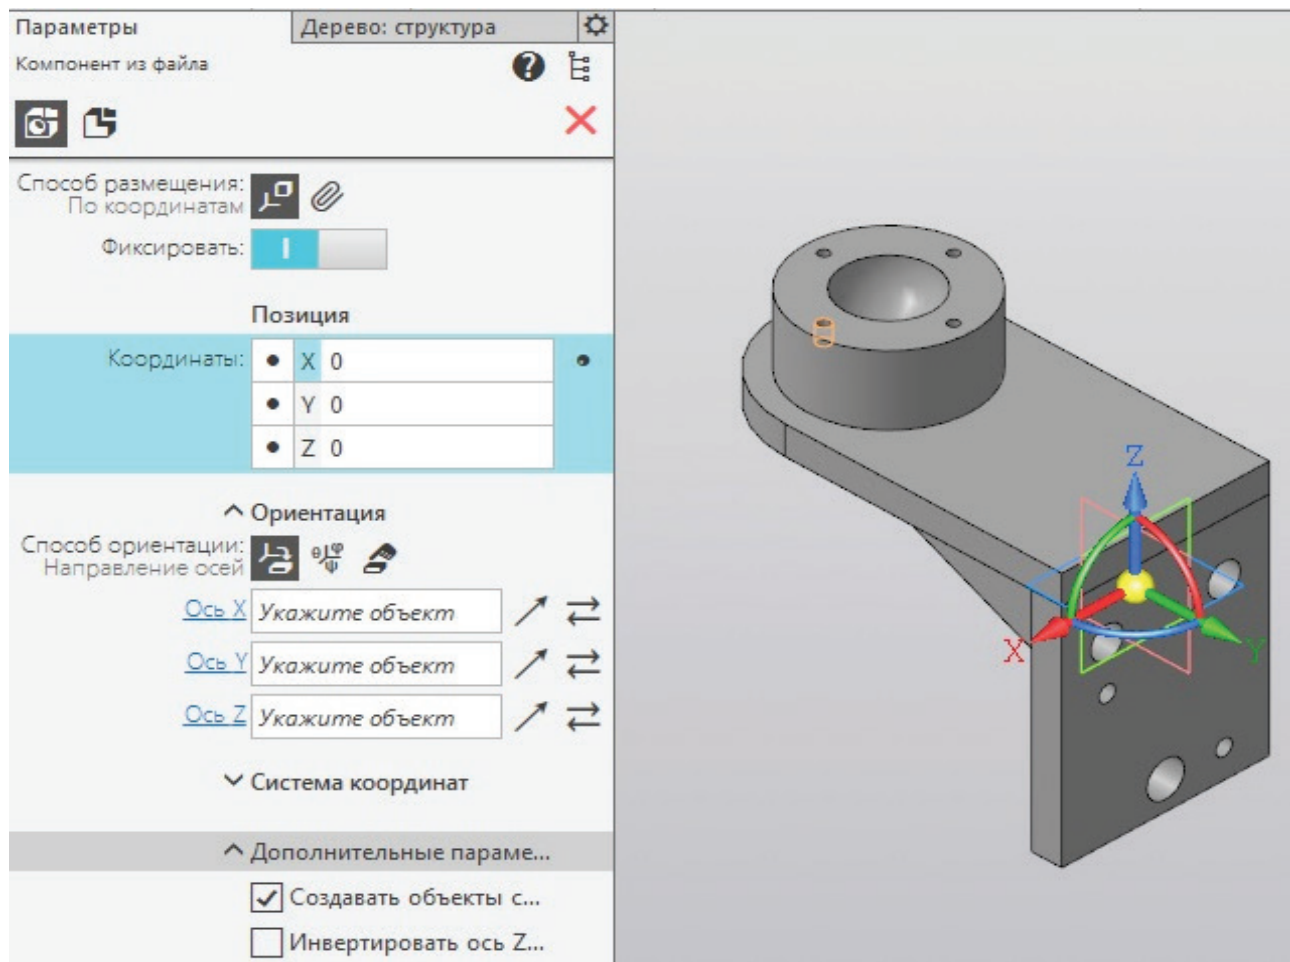 Параметры
Дерево: структура
Компонент из файла
Способ размещения:
По координатам
Фиксировать:
Позиция
Координаты:
X 0
Y 0
Z 0
Ориентация
Способ ориентации:
Направление осей
θ φ ψ
Ось X Укажите объект
Ось Y Укажите объект
Ось Z Укажите объект
Система координат
Дополнительные параме...
Создавать объекты с...
Инвертировать ось Z...
Z
X
Y